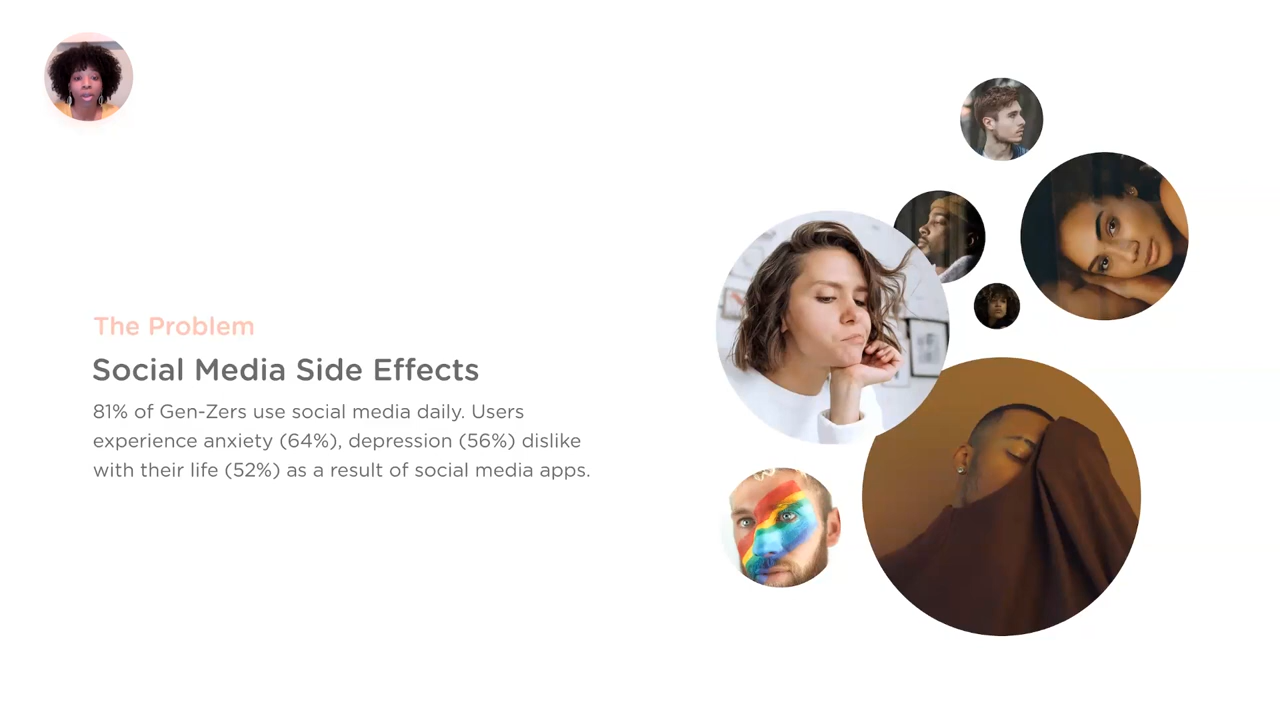 The Problem
Social Media Side Effects
81% of Gen-Zers use social media daily. Users
experience anxiety (64%), depression (56%) dislike
with their life (52%) as a result of social media apps.